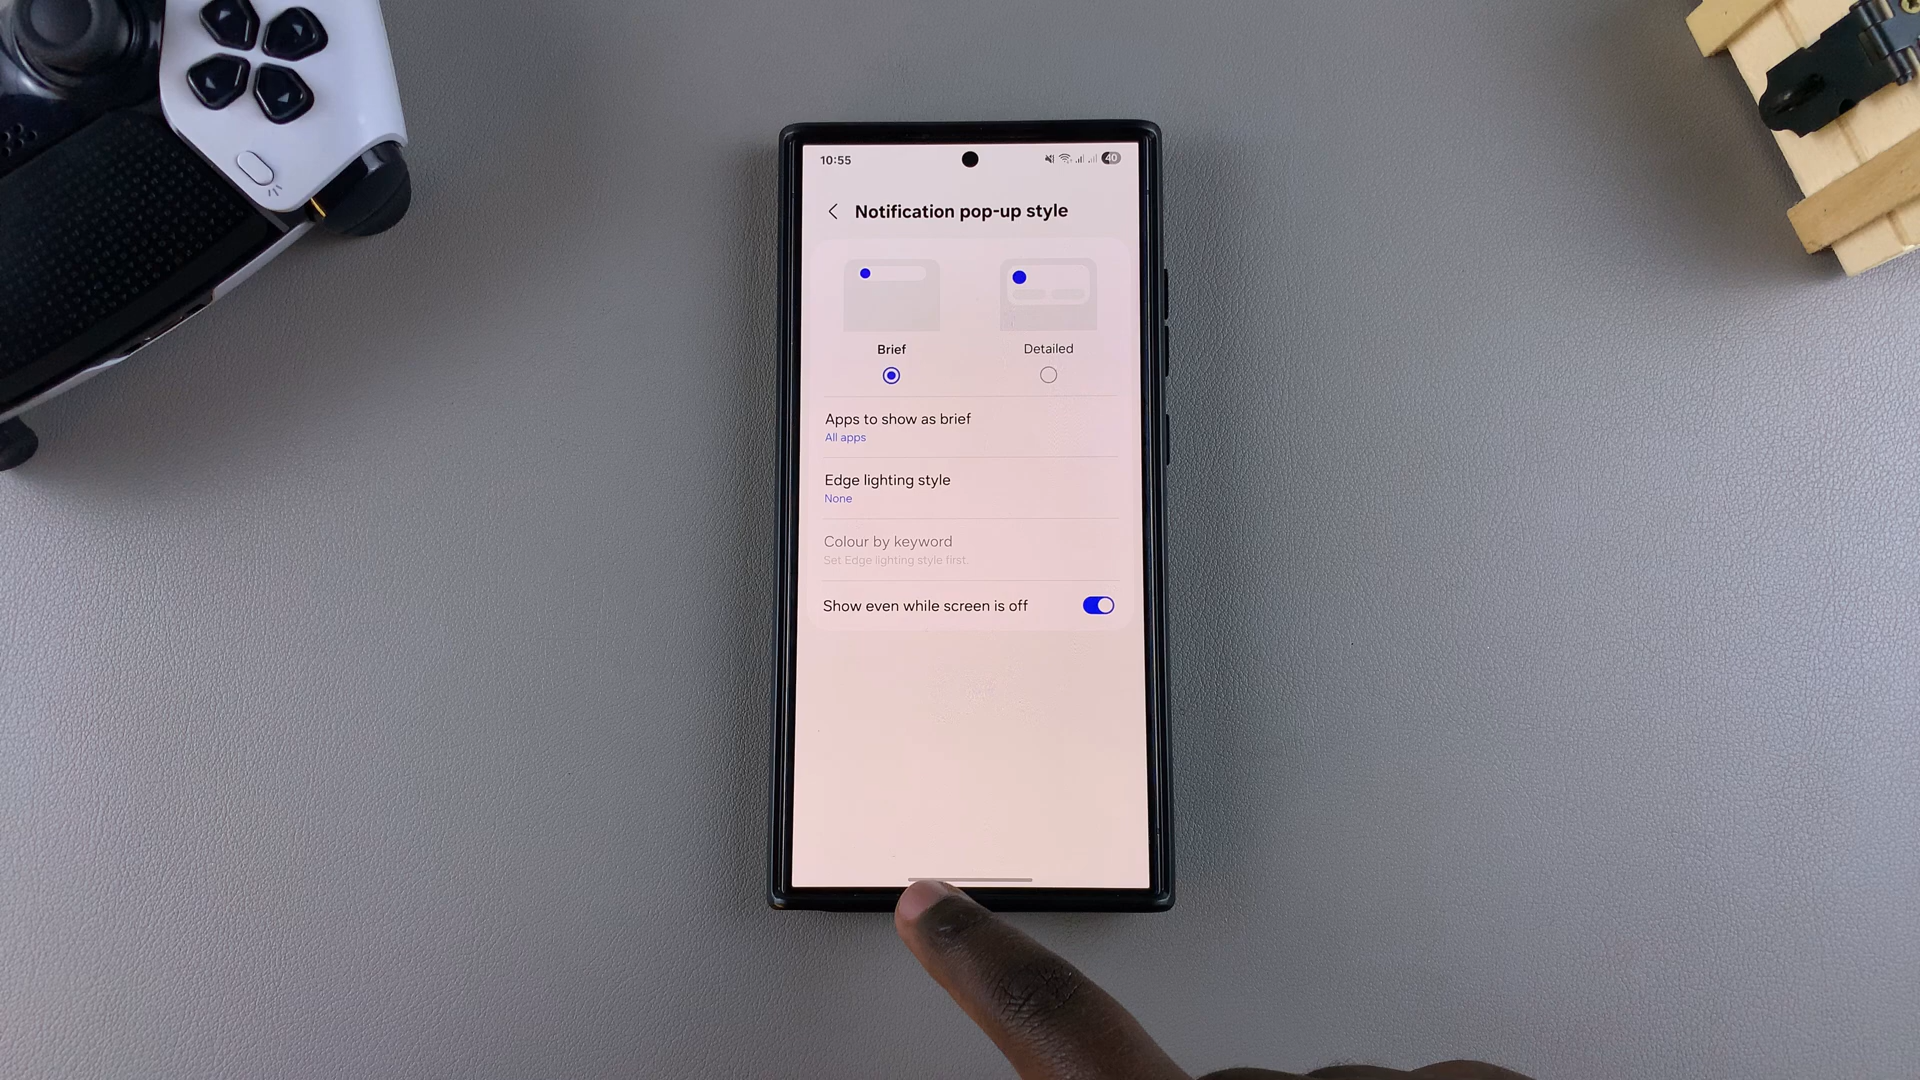 10:55
40
Notification pop-up style
Brief
Detailed
Apps to show as brief
All apps
Edge lighting style
None
Colour by keyword
Set Edge lighting style first.
Show even while screen is off